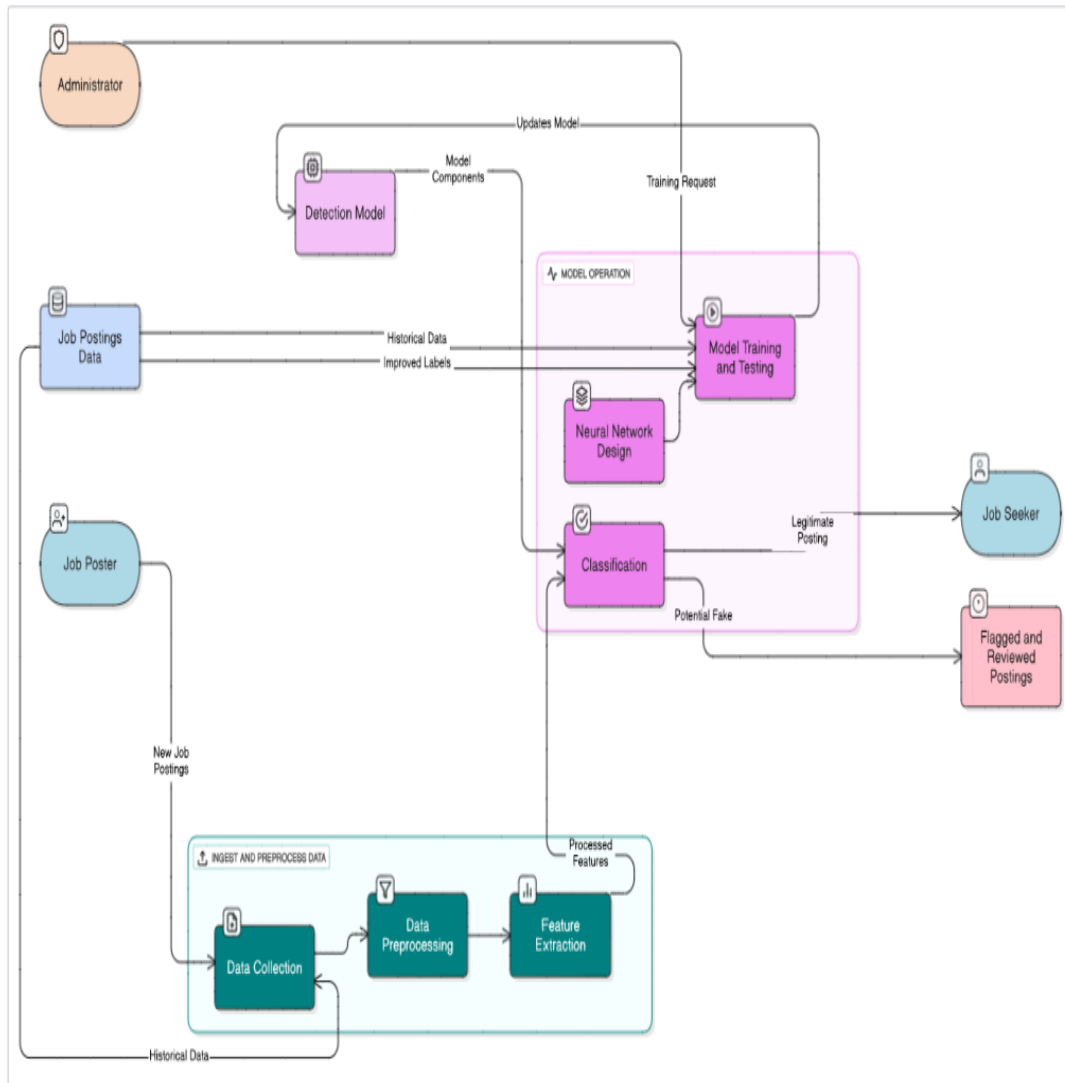 Administrator
Updates Model
Model
Components
Training Request
Detection Model
MODEL OPERATION
Job Postings
Data
Historical Data
Improved Labels
Model Training
and Testing
Neural Network
Design
Job Seeker
Legitimate
Posting
Job Poster
Classification
Potential Fake
Flagged and
Reviewed
Postings
New Job
Postings
Processed
Features
INGEST AND PREPROCESS DATA
Data
Preprocessing
Feature
Extraction
Data Collection
Historical Data